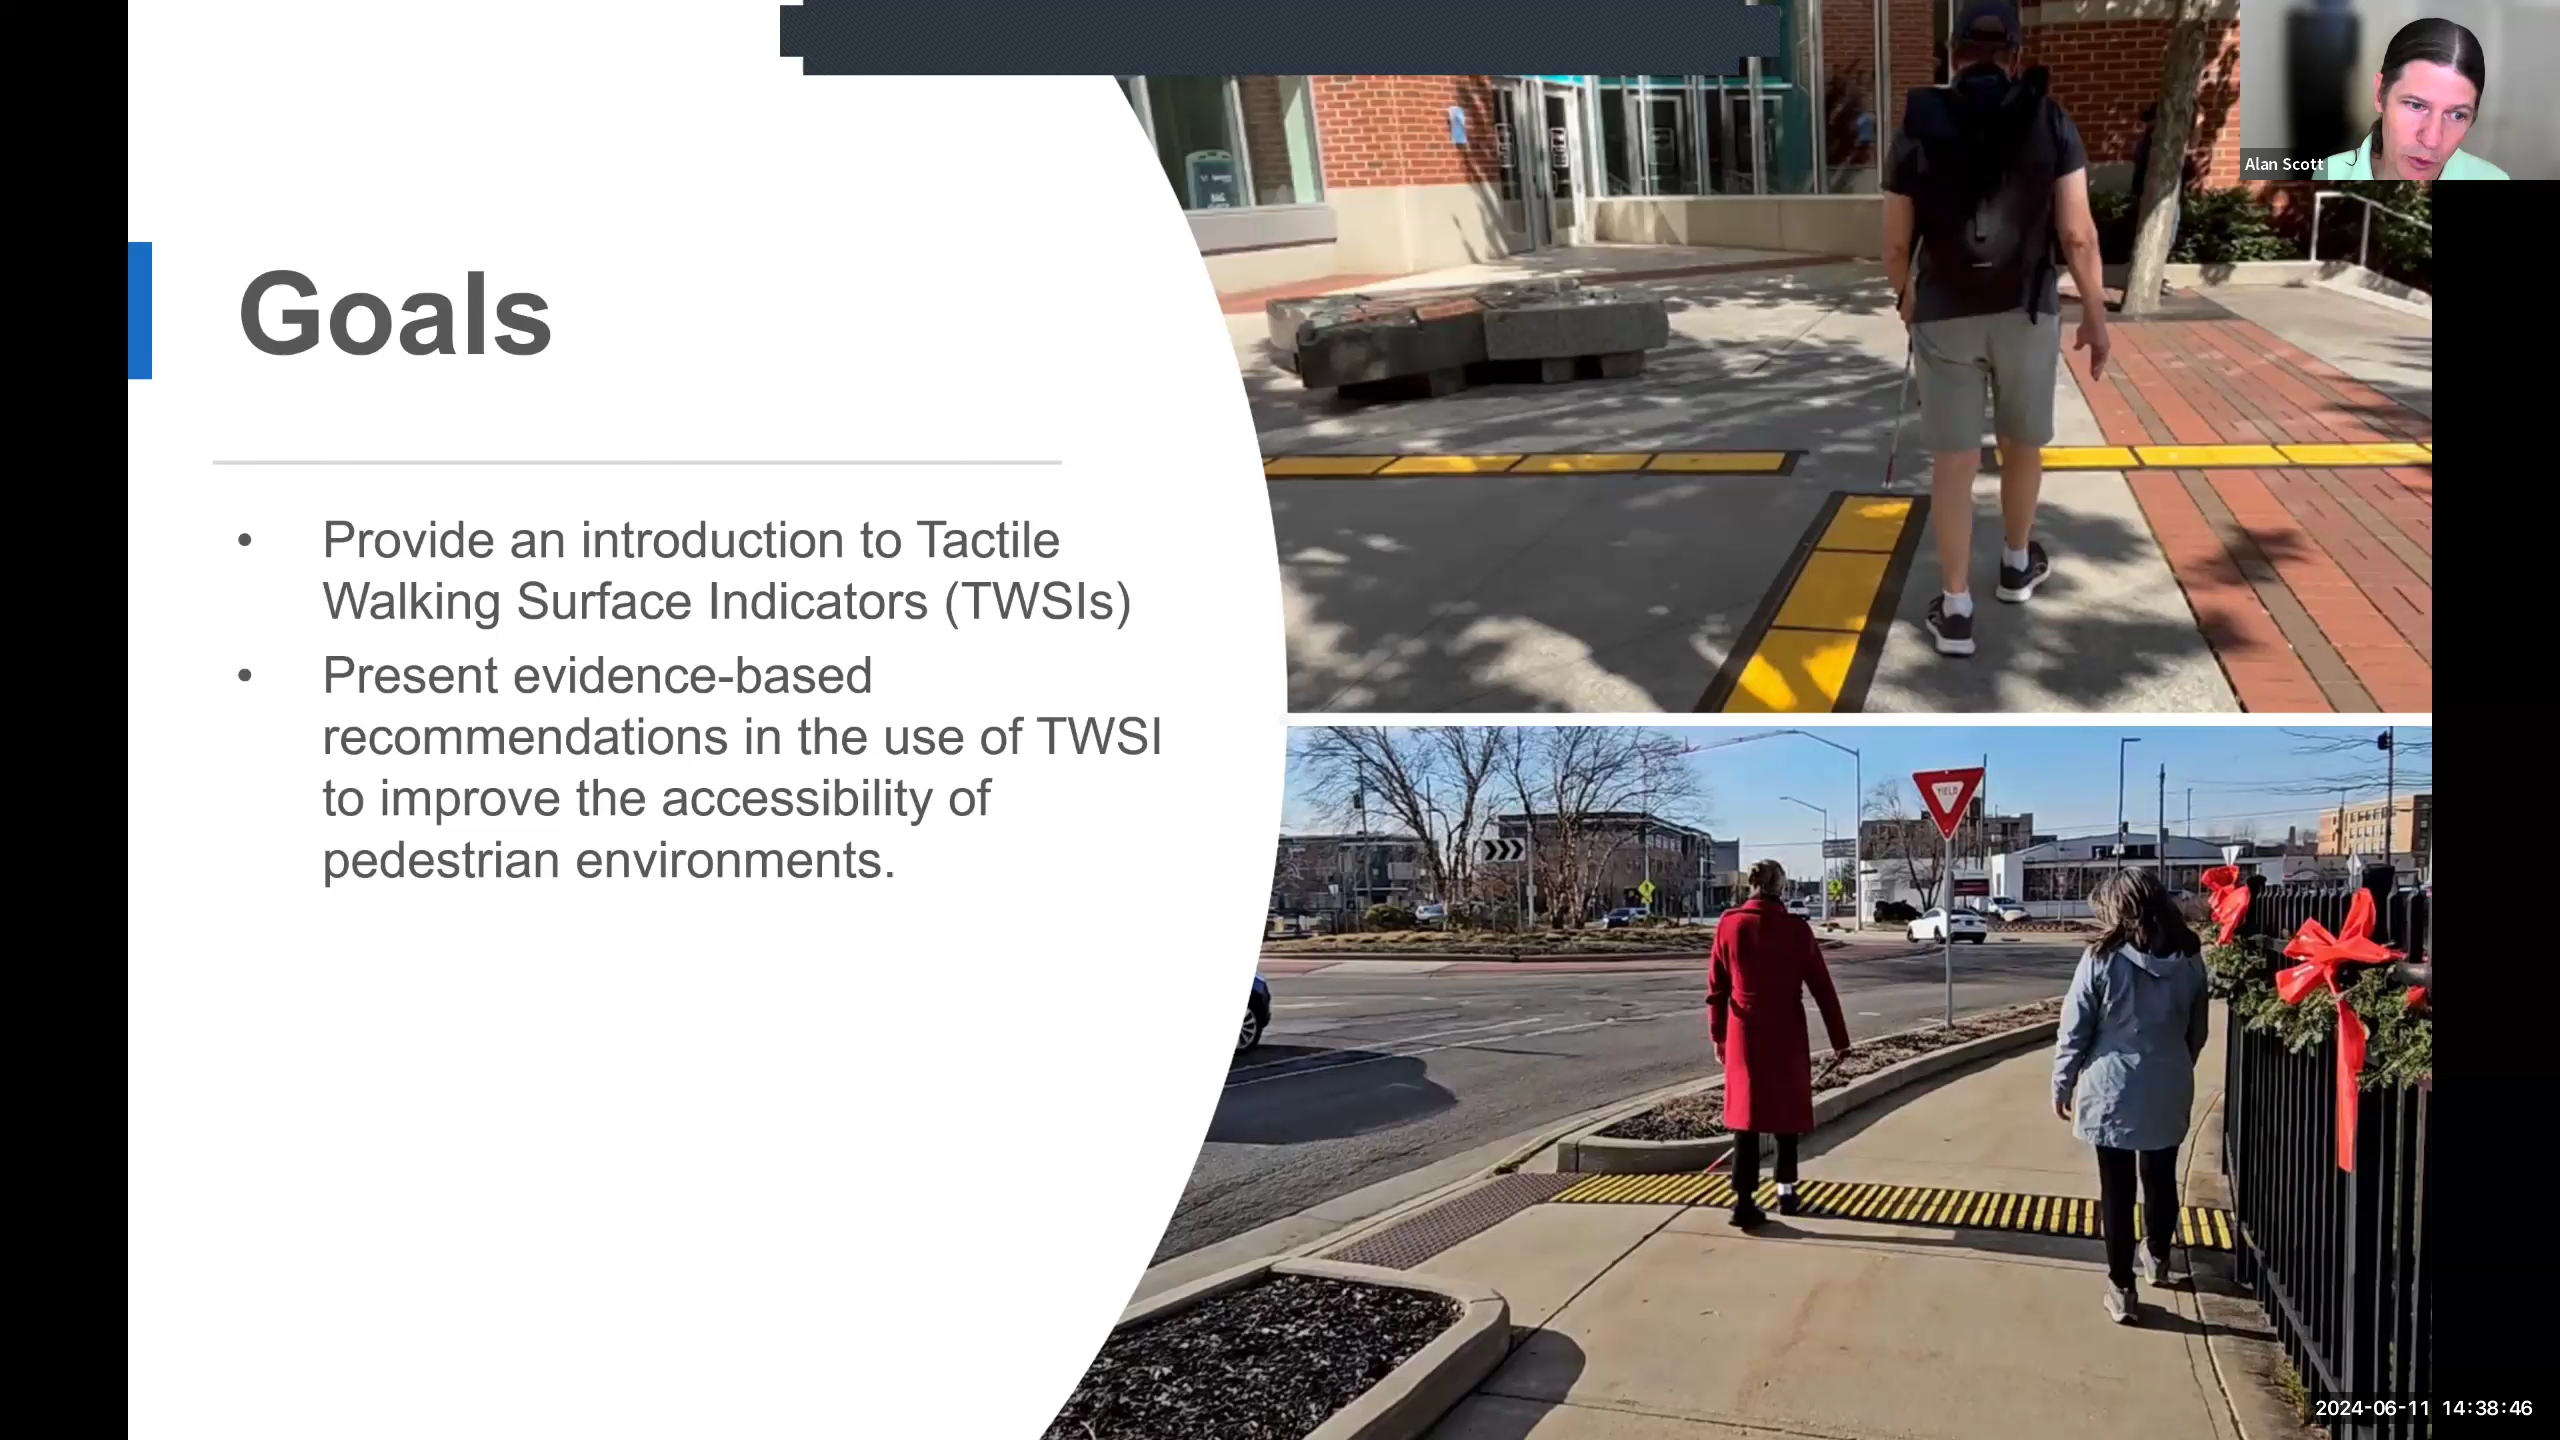 Alan Scott
Goals
• Provide an introduction to Tactile
Walking Surface Indicators (TWSIs)
• Present evidence-based
recommendations in the use of TWSI
to improve the accessibility of
pedestrian environments.
YIELD
2024-06-11 14:38:46